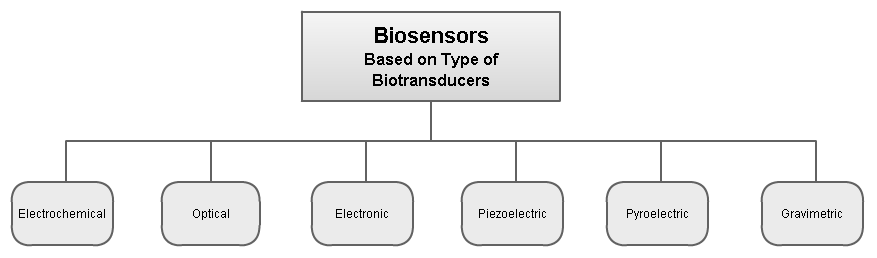 Biosensors
Based on Type of
Biotransducers
Electrochemical
Optical
Electronic
Piezoelectric
Pyroelectric
Gravimetric